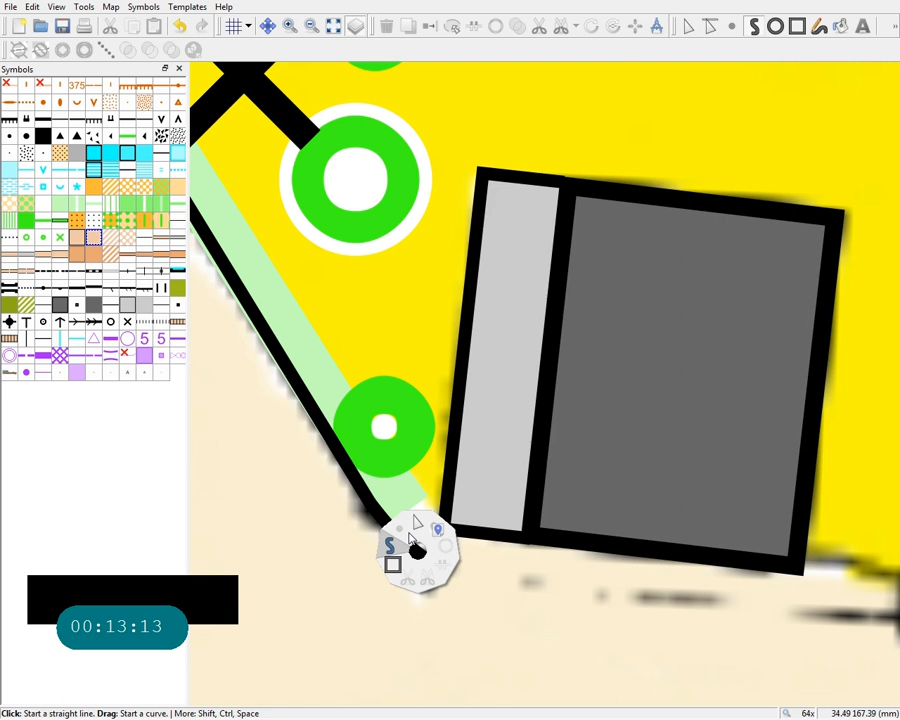 File Edit View Tools Map Symbols Templates Help
Symbols
375
5 5
00:13:13
Click: Start a straight line. Drag: Start a curve. | More: Shift, Ctrl, Space
64x
34.49 167.39 (mm)